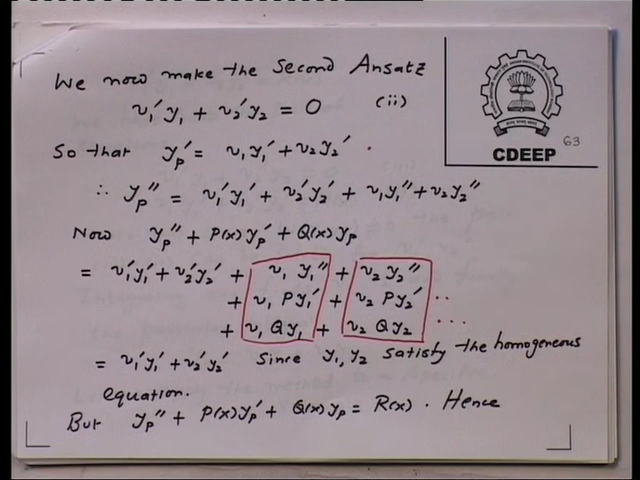 We now make the Second Ansatz
v₁'y₁ + v₂'y₂ = 0 (ii)
CDEEP 63
So that yₚ' = v₁y₁' + v₂y₂' .
∴ yₚ'' = v₁'y₁' + v₂'y₂' + v₁y₁'' + v₂y₂''
Now yₚ'' + P(x)yₚ' + Q(x)yₚ
= v₁'y₁' + v₂'y₂' + v₁ y₁'' + v₂ y₂''
+ v₁ Py₁' + v₂ Py₂' ..
+ v₁ Qy₁ + v₂ Qy₂ ...
= v₁'y₁' + v₂'y₂' Since y₁, y₂ satisfy the homogeneous
equation.
But yₚ'' + P(x)yₚ' + Q(x)yₚ = R(x) . Hence